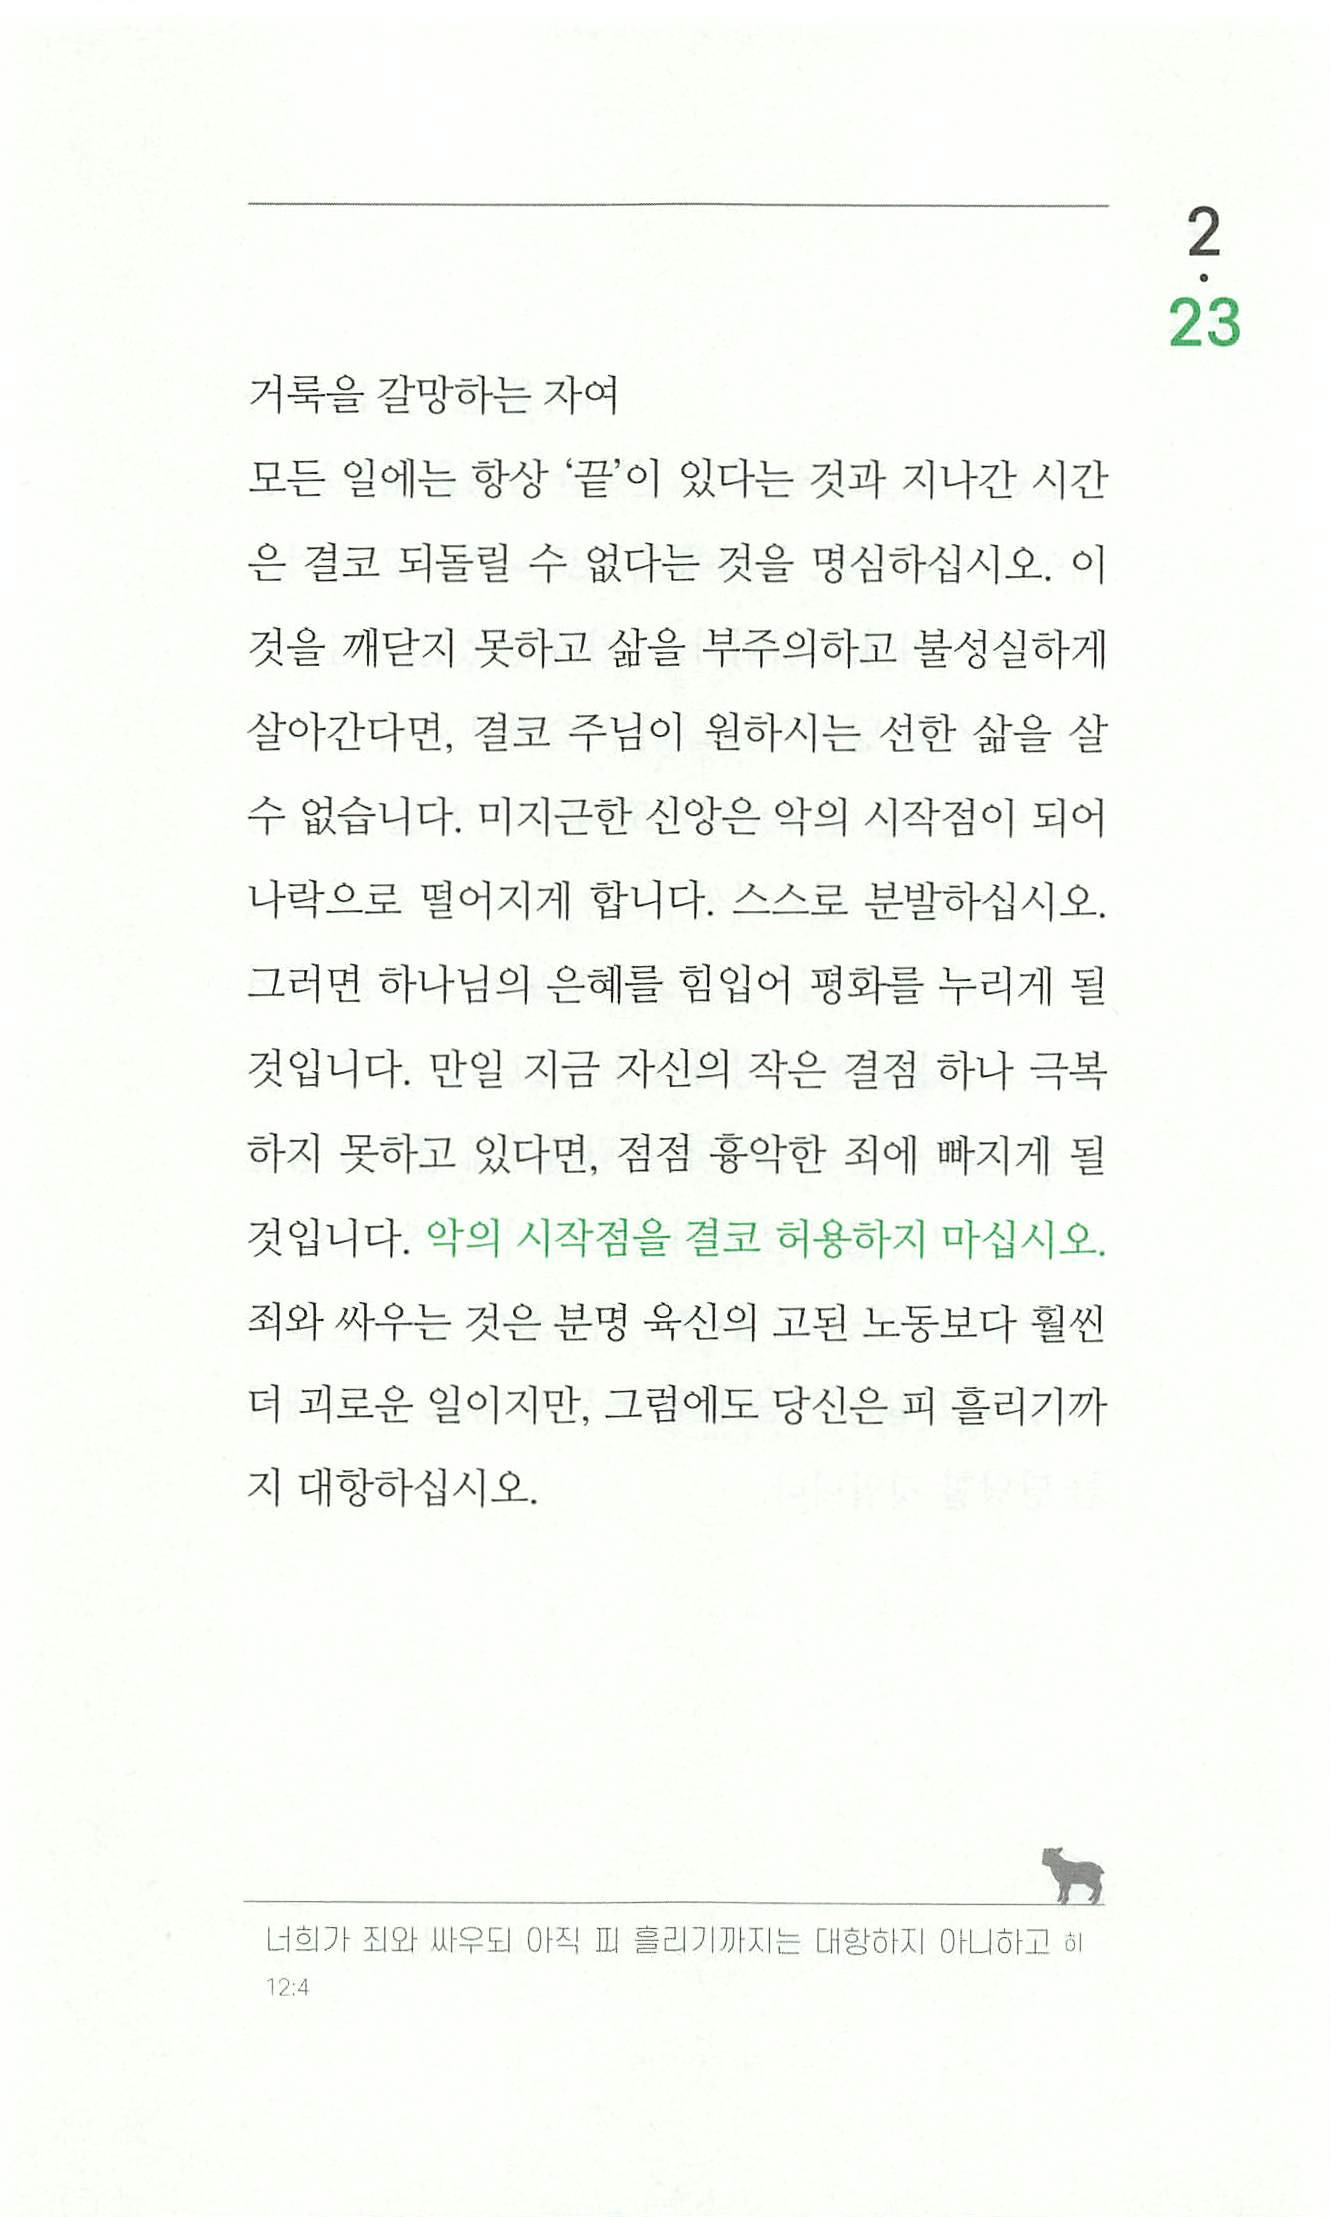 2
·
23
거룩을 갈망하는 자여
모든 일에는 항상 ‘끝’이 있다는 것과 지나간 시간
은 결코 되돌릴 수 없다는 것을 명심하십시오. 이
것을 깨닫지 못하고 삶을 부주의하고 불성실하게
살아간다면, 결코 주님이 원하시는 선한 삶을 살
수 없습니다. 미지근한 신앙은 악의 시작점이 되어
나락으로 떨어지게 합니다. 스스로 분발하십시오.
그러면 하나님의 은혜를 힘입어 평화를 누리게 될
것입니다. 만일 지금 자신의 작은 결점 하나 극복
하지 못하고 있다면, 점점 흉악한 죄에 빠지게 될
것입니다. 악의 시작점을 결코 허용하지 마십시오.
죄와 싸우는 것은 분명 육신의 고된 노동보다 훨씬
더 괴로운 일이지만, 그럼에도 당신은 피 흘리기까
지 대항하십시오.
너희가 죄와 싸우되 아직 피 흘리기까지는 대항하지 아니하고 히
12:4